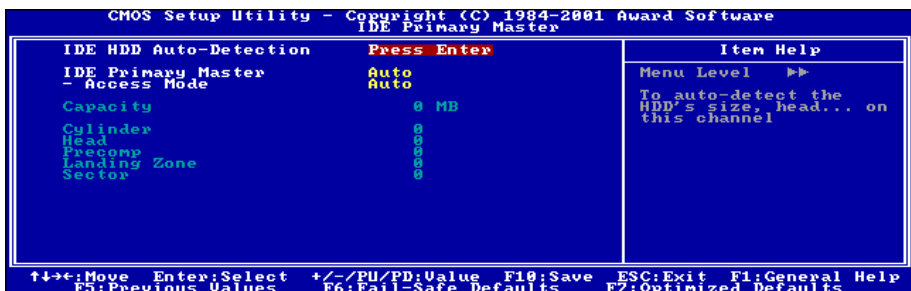 CMOS Setup Utility - Copyright (C) 1984-2001 Award Software
IDE Primary Master
IDE HDD Auto-Detection Press Enter
IDE Primary Master Auto
- Access Mode Auto
Capacity 0 MB
Cylinder 0
Head 0
Precomp 0
Landing Zone 0
Sector 0
Item Help
Menu Level ▶▶
To auto-detect the
HDD's size, head... on
this channel
↑↓→←:Move Enter:Select +/-/PU/PD:Value F10:Save ESC:Exit F1:General Help
F5:Previous Values F6:Fail-Safe Defaults F7:Optimized Defaults